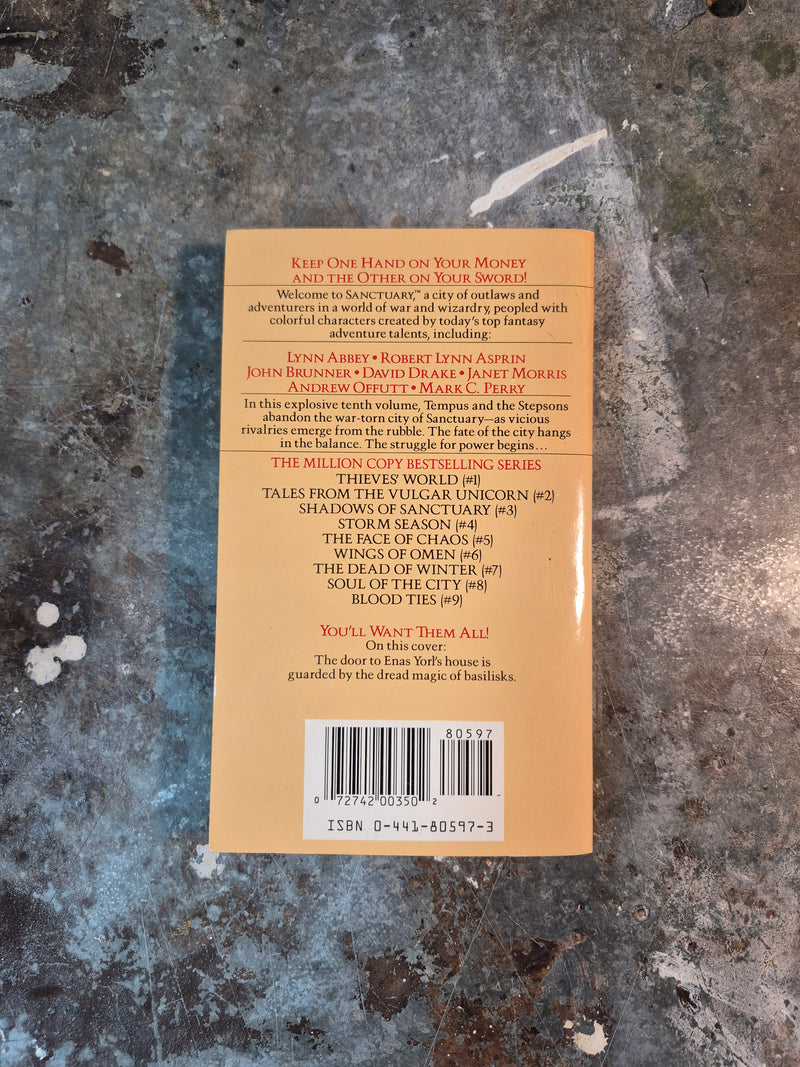 KEEP ONE HAND ON YOUR MONEY
AND THE OTHER ON YOUR SWORD!
Welcome to SANCTUARY,™ a city of outlaws and
adventurers in a world of war and wizardry, peopled with
colorful characters created by today's top fantasy
adventure talents, including:
LYNN ABBEY • ROBERT LYNN ASPRIN
JOHN BRUNNER • DAVID DRAKE • JANET MORRIS
ANDREW OFFUTT • MARK C. PERRY
In this explosive tenth volume, Tempus and the Stepsons
abandon the war-torn city of Sanctuary—as vicious
rivalries emerge from the rubble. The fate of the city hangs
in the balance. The struggle for power begins...
THE MILLION COPY BESTSELLING SERIES
THIEVES' WORLD (#1)
TALES FROM THE VULGAR UNICORN (#2)
SHADOWS OF SANCTUARY (#3)
STORM SEASON (#4)
THE FACE OF CHAOS (#5)
WINGS OF OMEN (#6)
THE DEAD OF WINTER (#7)
SOUL OF THE CITY (#8)
BLOOD TIES (#9)
YOU'LL WANT THEM ALL!
On this cover:
The door to Enas Yorl's house is
guarded by the dread magic of basilisks.
80597
0 72742 00350 2
ISBN 0-441-80597-3